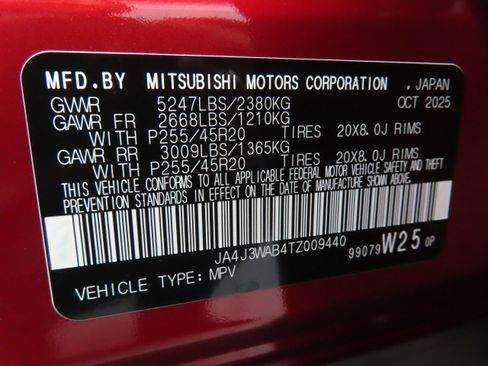 MFD.BY MITSUBISHI MOTORS CORPORATION , JAPAN
GVWR 5247LBS/2380KG OCT 2025
GAWR FR 2668LBS/1210KG
WITH P255/45R20 TIRES 20X8.0J RIMS
GAWR RR 3009LBS/1365KG
WITH P255/45R20 TIRES 20X8.0J RIMS
THIS VEHICLE CONFORMS TO ALL APPLICABLE FEDERAL MOTOR VEHICLE SAFETY AND THEFT
PREVENTION STANDARDS IN EFFECT ON THE DATE OF MANUFACTURE SHOWN ABOVE.
JA4J3WAB4TZ009440
99079 W25 0P
VEHICLE TYPE: MPV